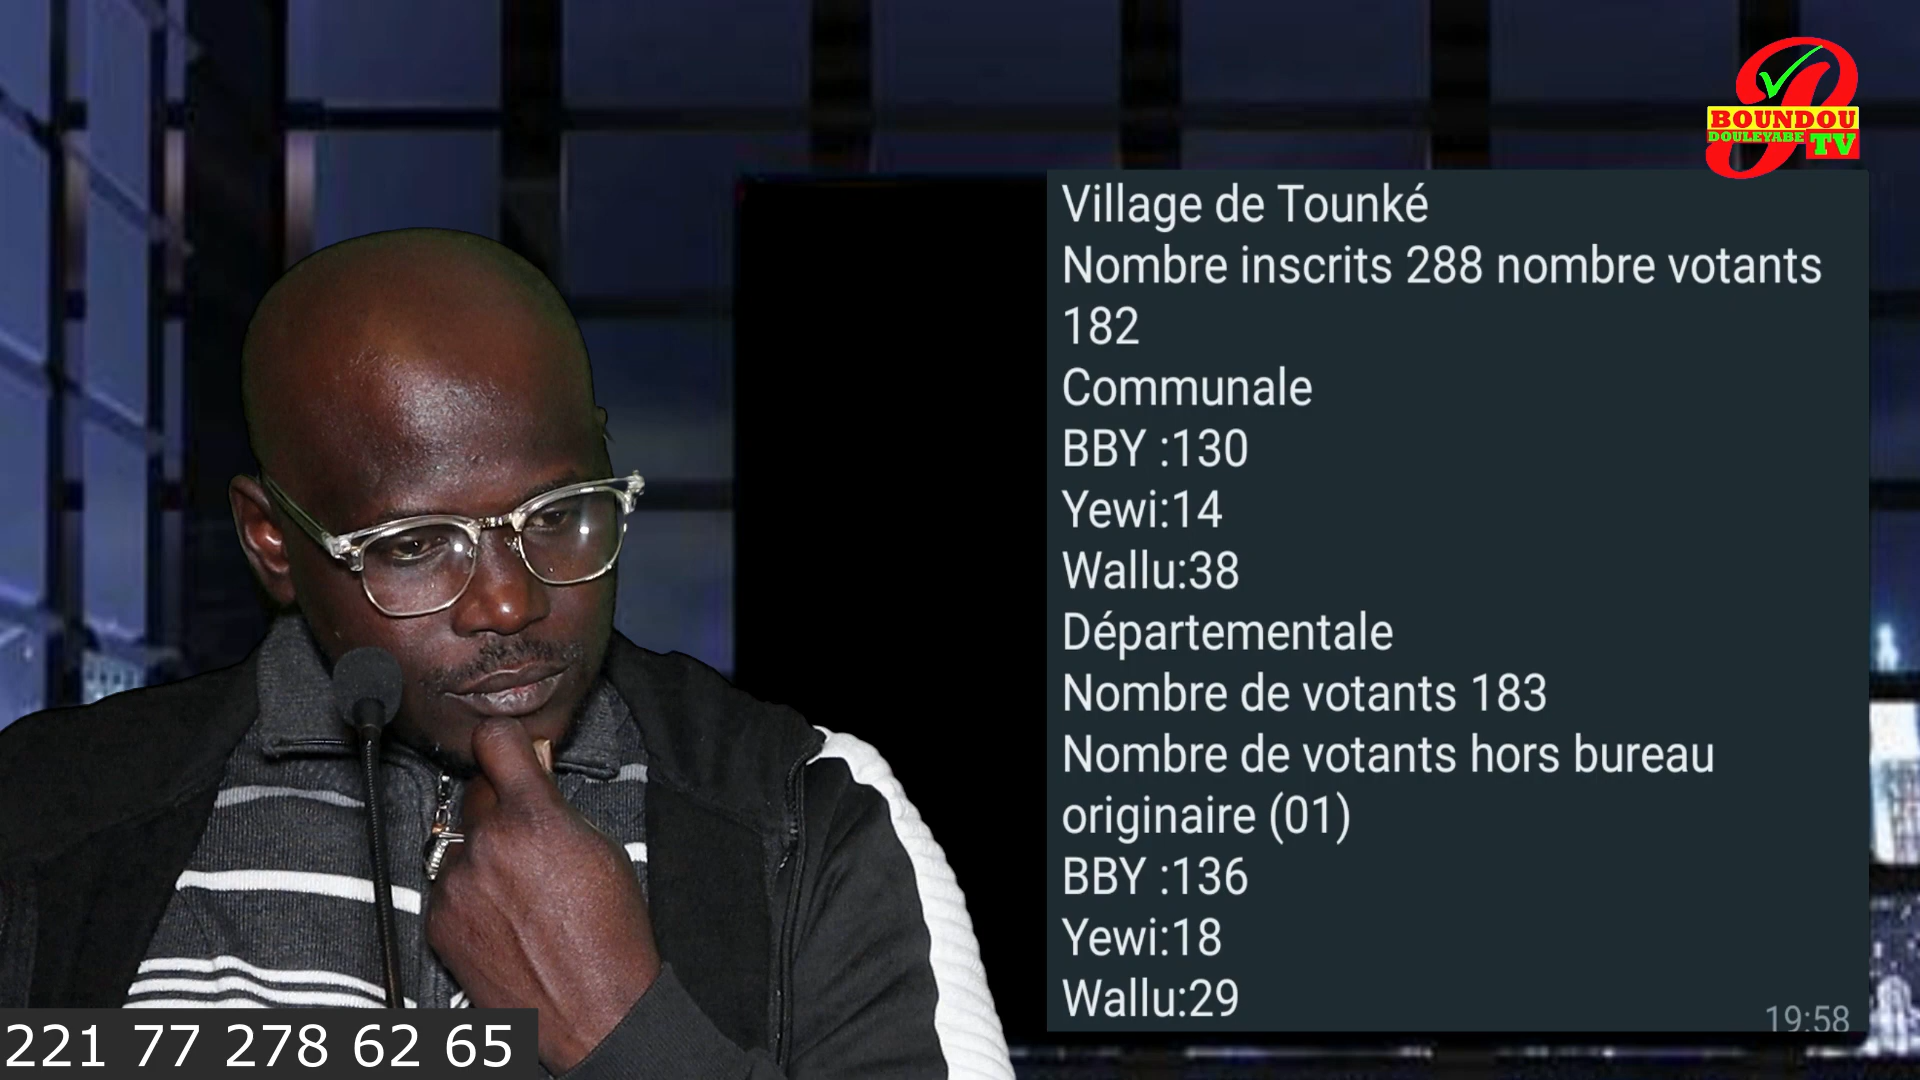 BOUNDOU
DOULEYABE TV
Village de Tounké
Nombre inscrits 288 nombre votants
182
Communale
BBY :130
Yewi:14
Wallu:38
Départementale
Nombre de votants 183
Nombre de votants hors bureau
originaire (01)
BBY :136
Yewi:18
Wallu:29
19:58
221 77 278 62 65